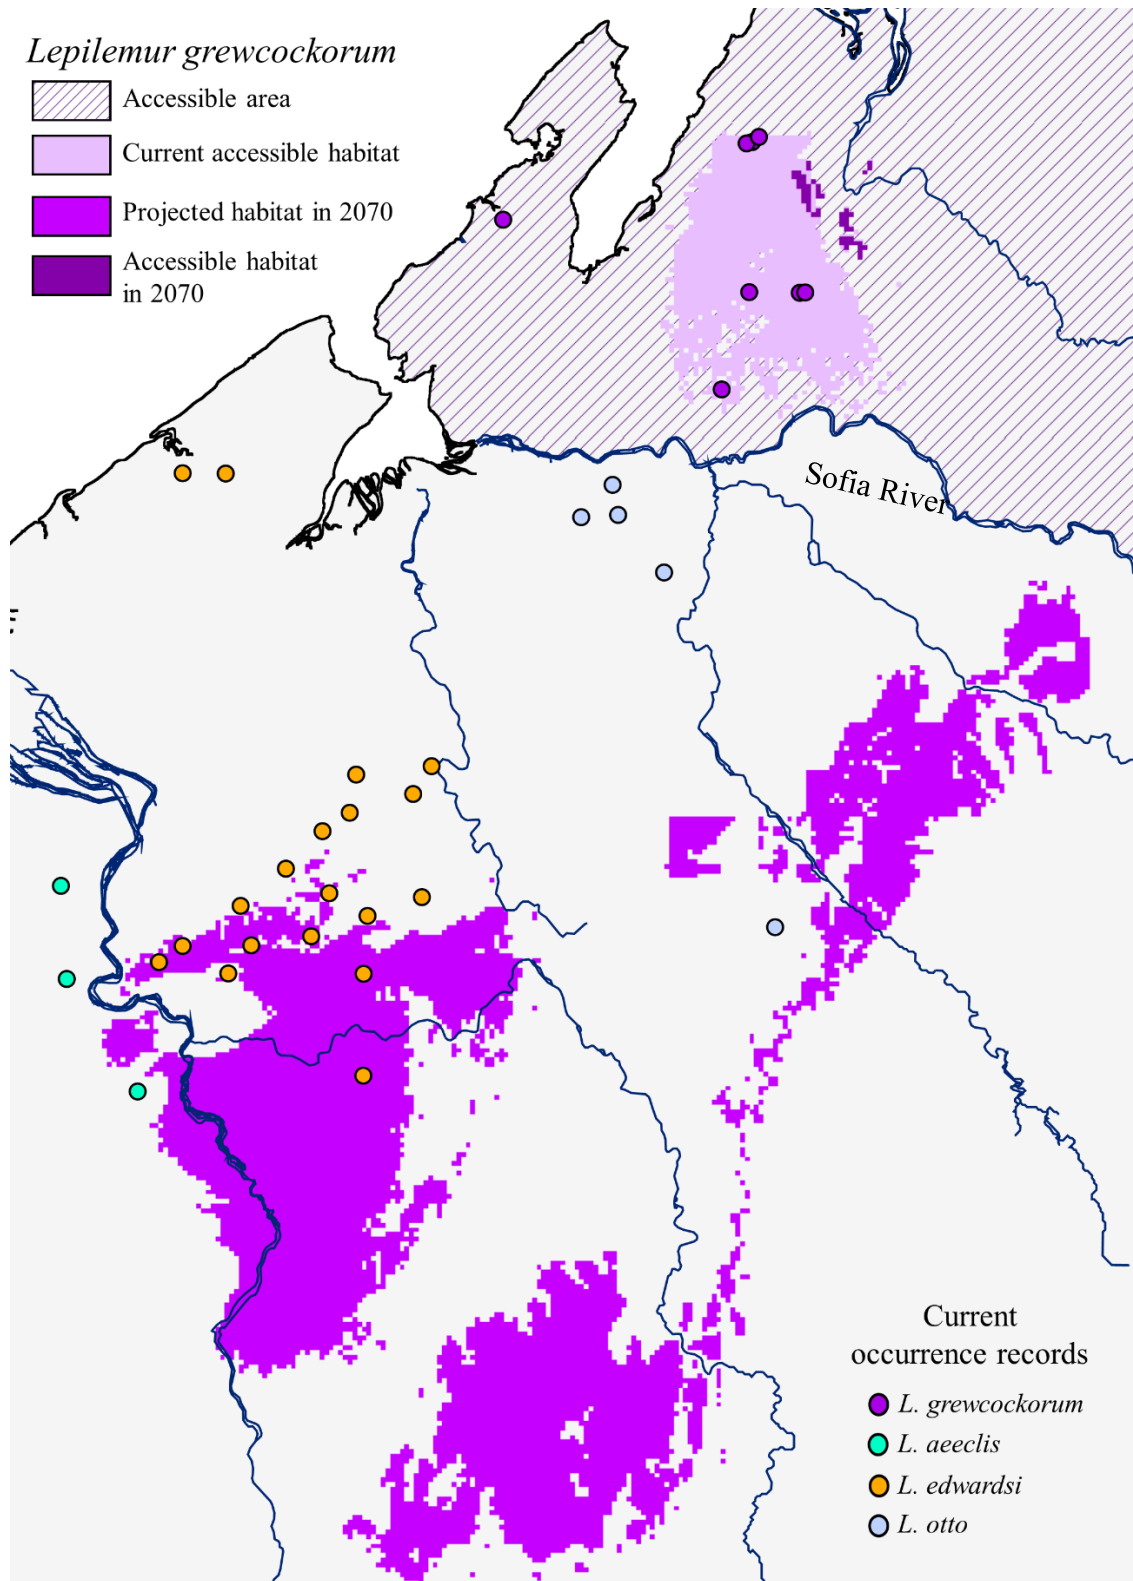 Lepilemur grewcockorum
Accessible area
Current accessible habitat
Projected habitat in 2070
Accessible habitat
in 2070
Sofia River
Current
occurrence records
L. grewcockorum
L. aeeclis
L. edwardsi
L. otto